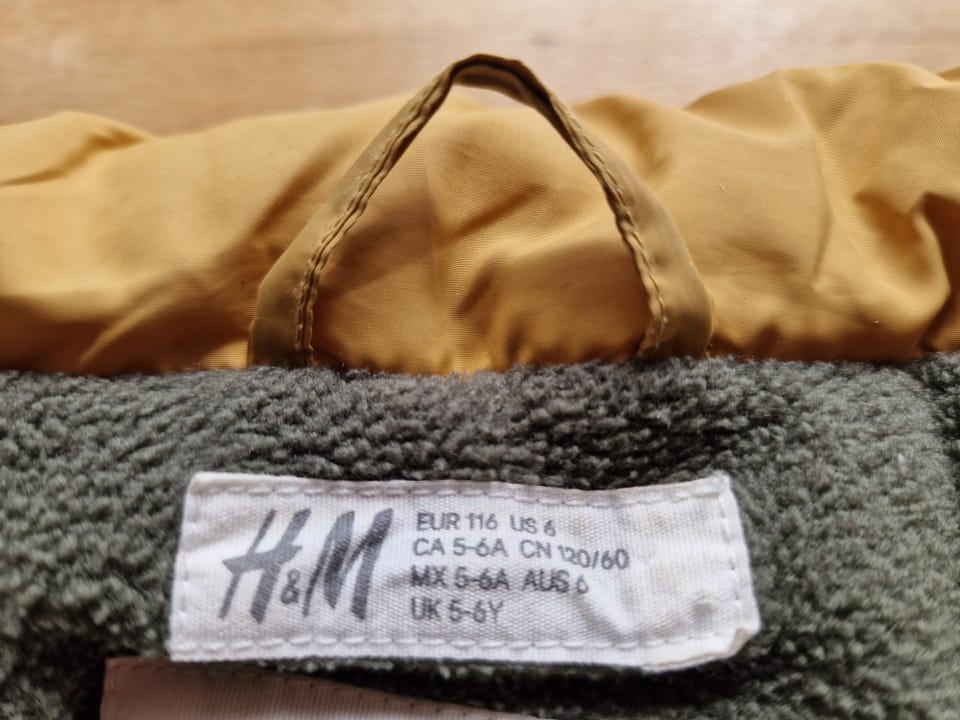 H&M
EUR 116 US 6
CA 5-6A CN 120/60
MX 5-6A AUS 6
UK 5-6Y